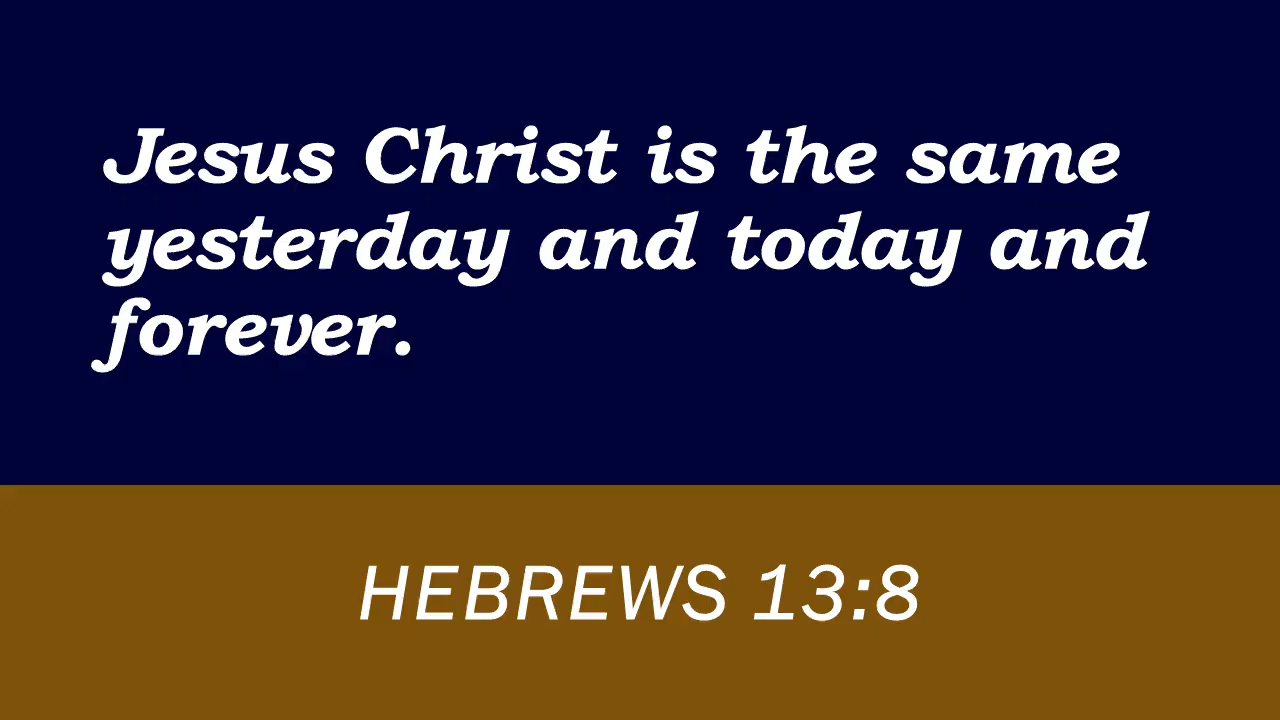 Jesus Christ is the same
yesterday and today and
forever.
HEBREWS 13:8